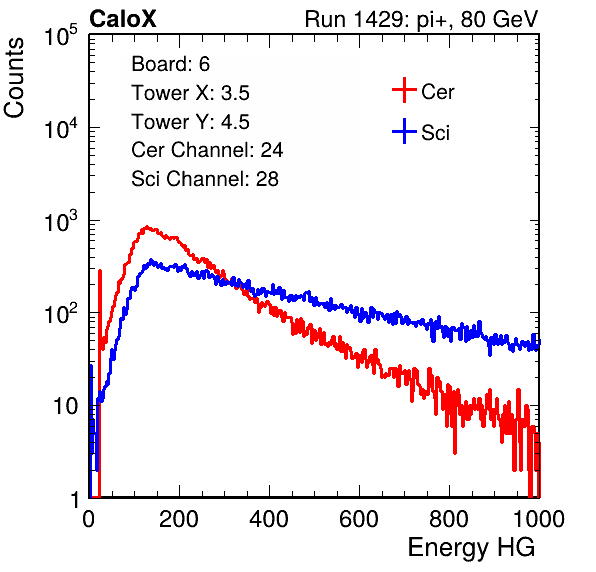 CaloX Run 1429: pi+, 80 GeV
Counts
Board: 6
Tower X: 3.5
Tower Y: 4.5
Cer Channel: 24
Sci Channel: 28
Cer
Sci
10^5
10^4
10^3
10^2
10
1
0 200 400 600 800 1000
Energy HG